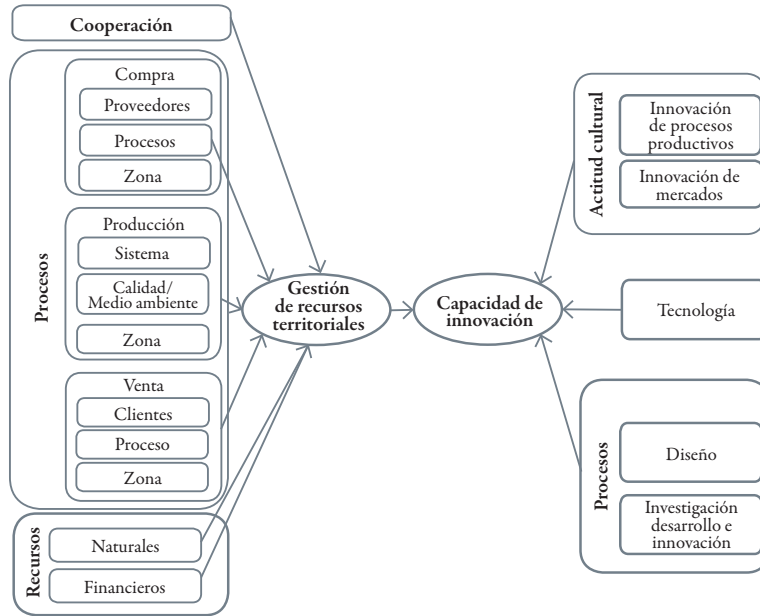 Cooperación
Procesos
Compra
Proveedores
Procesos
Zona
Producción
Sistema
Calidad/
Medio ambiente
Zona
Venta
Clientes
Proceso
Zona
Recursos
Naturales
Financieros
Gestión
de recursos
territoriales
Capacidad de
innovación
Actitud cultural
Innovación
de procesos
productivos
Innovación de
mercados
Tecnología
Procesos
Diseño
Investigación
desarrollo e
innovación